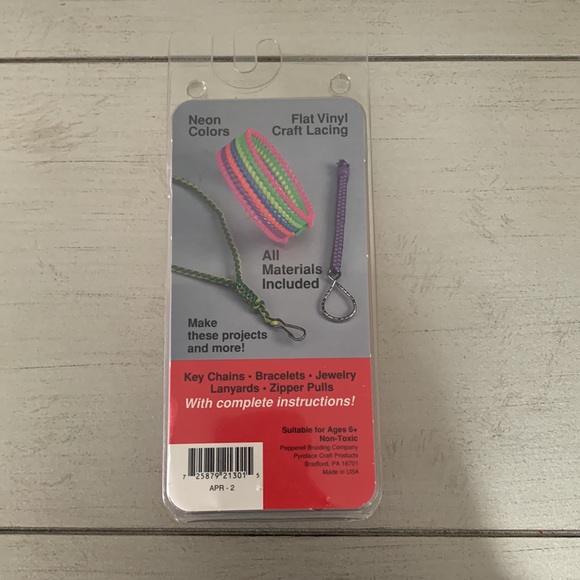 Neon
Colors
Flat Vinyl
Craft Lacing
All
Materials
Included
Make
these projects
and more!
Key Chains • Bracelets • Jewelry
Lanyards • Zipper Pulls
With complete instructions!
Suitable for Ages 6+
Non-Toxic
Pepperell Braiding Company
Pyrolace Craft Products
Bradford, PA 16701
Made in USA
7 25879 21301 5
APR - 2